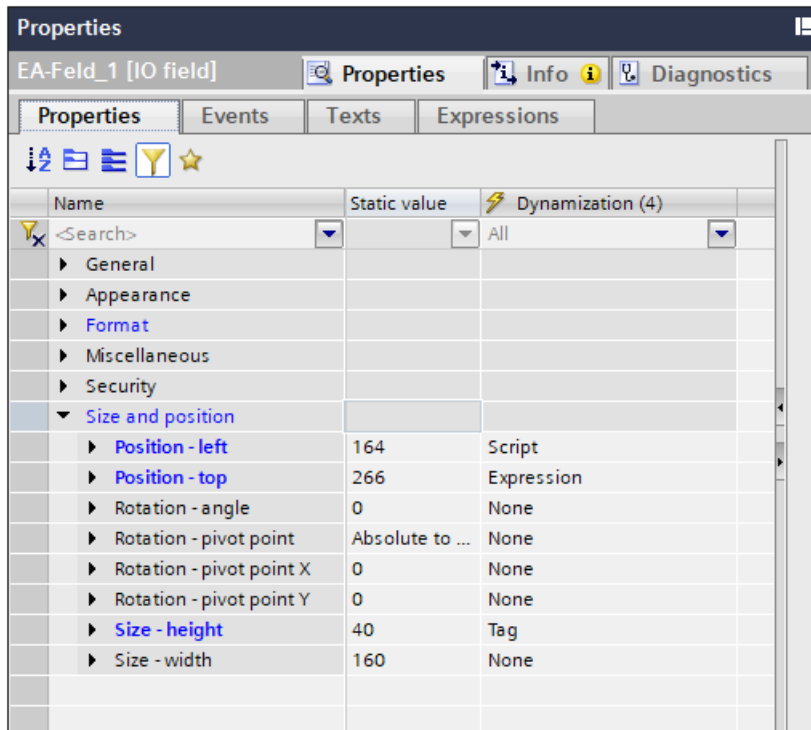 Properties
EA-Feld_1 [IO field] Properties Info Diagnostics
Properties Events Texts Expressions
Name Static value Dynamization (4)
<Search> All
General
Appearance
Format
Miscellaneous
Security
Size and position
Position - left 164 Script
Position - top 266 Expression
Rotation - angle 0 None
Rotation - pivot point Absolute to ... None
Rotation - pivot point X 0 None
Rotation - pivot point Y 0 None
Size - height 40 Tag
Size - width 160 None